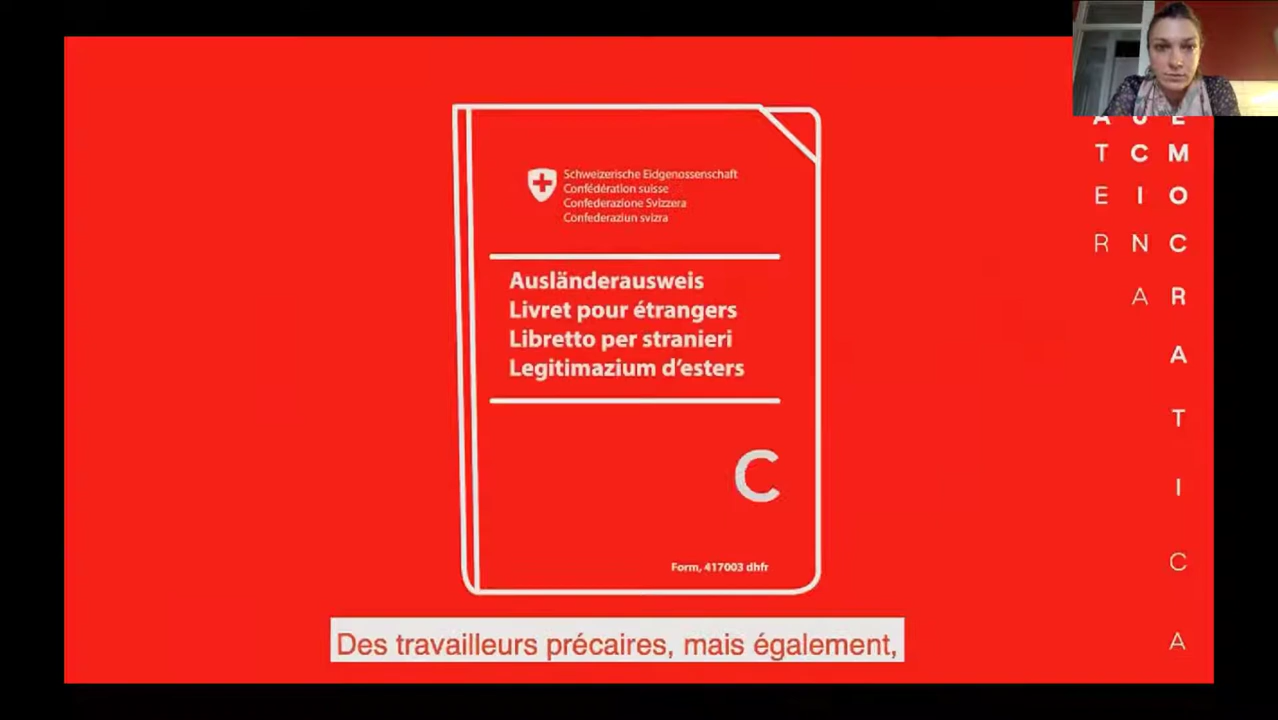 Schweizerische Eidgenossenschaft
Confédération suisse
Confederazione Svizzera
Confederaziun svizra
Ausländerausweis
Livret pour étrangers
Libretto per stranieri
Legitimazium d'esters
C
Form, 417003 dhfr
Des travailleurs précaires, mais également,
A T E R
U C I N A
E M O C R A T I C A